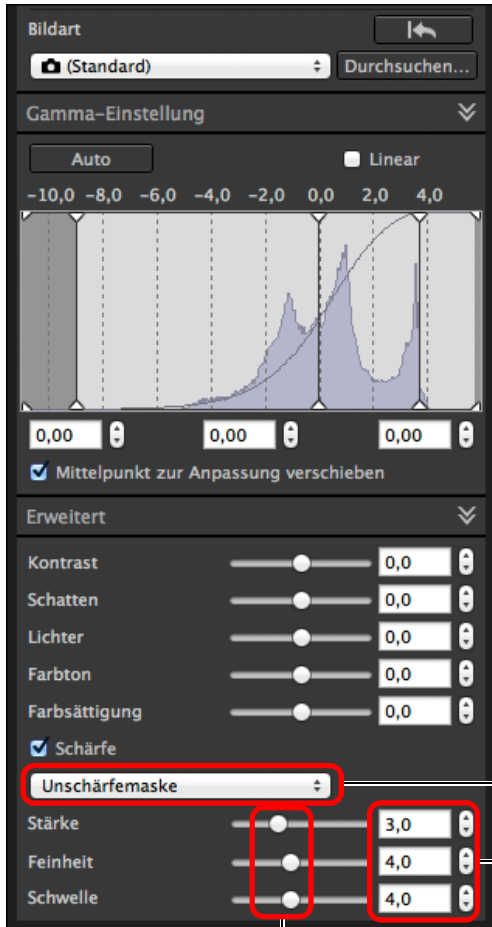 Bildart
(Standard) Durchsuchen...
Gamma-Einstellung
Auto Linear
-10,0 -8,0 -6,0 -4,0 -2,0 0,0 2,0 4,0
0,00 0,00 0,00
Mittelpunkt zur Anpassung verschieben
Erweitert
Kontrast 0,0
Schatten 0,0
Lichter 0,0
Farbton 0,0
Farbsättigung 0,0
Schärfe
Unschärfemaske
Stärke 3,0
Feinheit 4,0
Schwelle 4,0